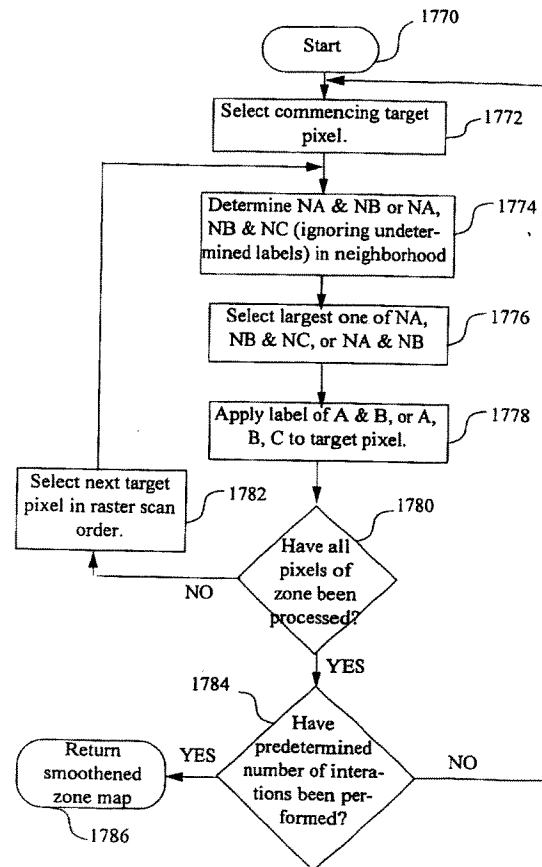 Start
1770
Select commencing target
pixel.
1772
Determine NA & NB or NA,
NB & NC (ignoring undeter-
mined labels) in neighborhood
1774
Select largest one of NA,
NB & NC, or NA & NB
1776
Apply label of A & B, or A,
B, C to target pixel.
1778
Select next target
pixel in raster scan
order.
1782
Have all
pixels of
zone been
processed?
1780
NO
YES
1784
Have
predetermined
number of interations
been per-
formed?
YES
NO
Return
smoothened
zone map
1786